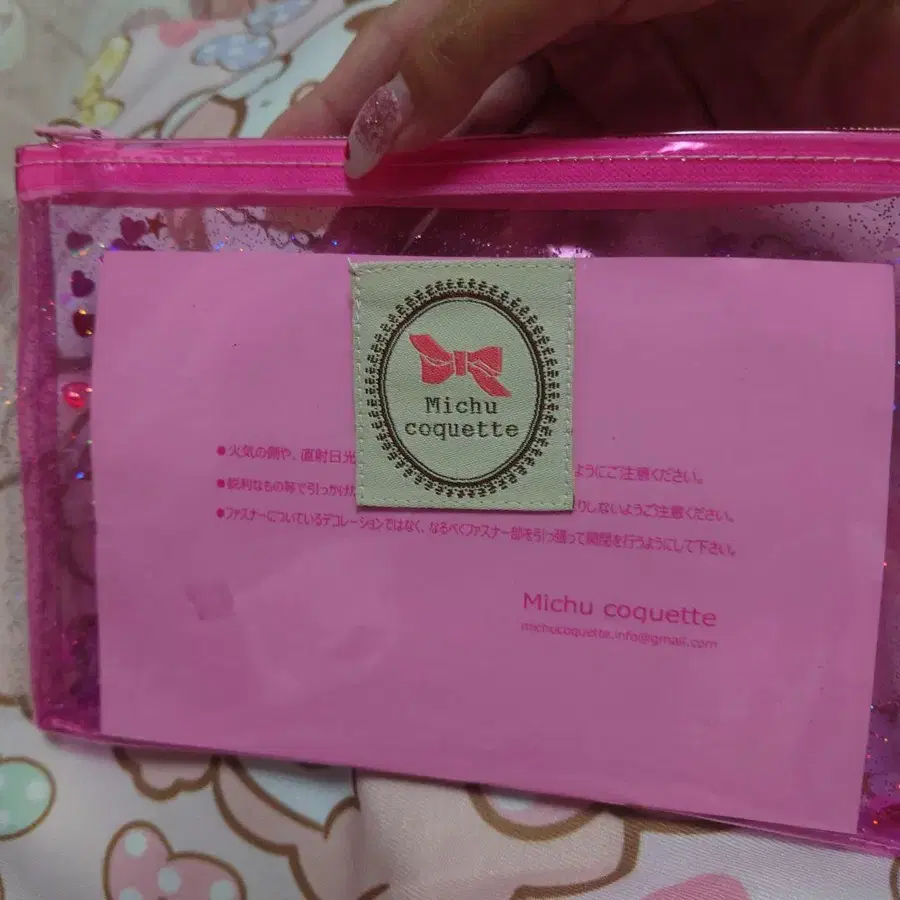 Michu
coquette
●火気の側や、直射日光 ようにご注意ください。
●鋭利なもの等で引っかけた りしないようご注意ください。
●ファスナーについているデコレーションではなく、なるべくファスナー部を引っ張って開閉を行うようにして下さい。
Michu coquette
michucoquette.info@gmail.com